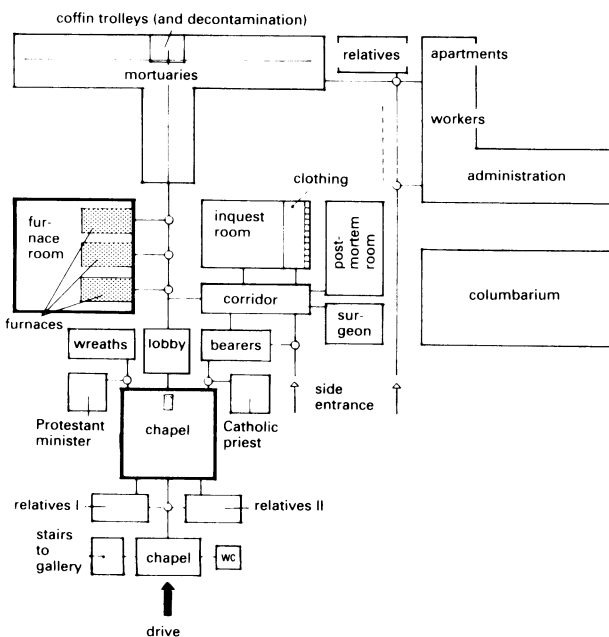 coffin trolleys (and decontamination)
relatives
apartments
mortuaries
workers
clothing
administration
fur-
nace
room
inquest
room
post-
mortem
room
corridor
columbarium
furnaces
sur-
geon
wreaths
lobby
bearers
side
entrance
Protestant
minister
chapel
Catholic
priest
relatives I
relatives II
stairs
to
gallery
chapel
wc
drive